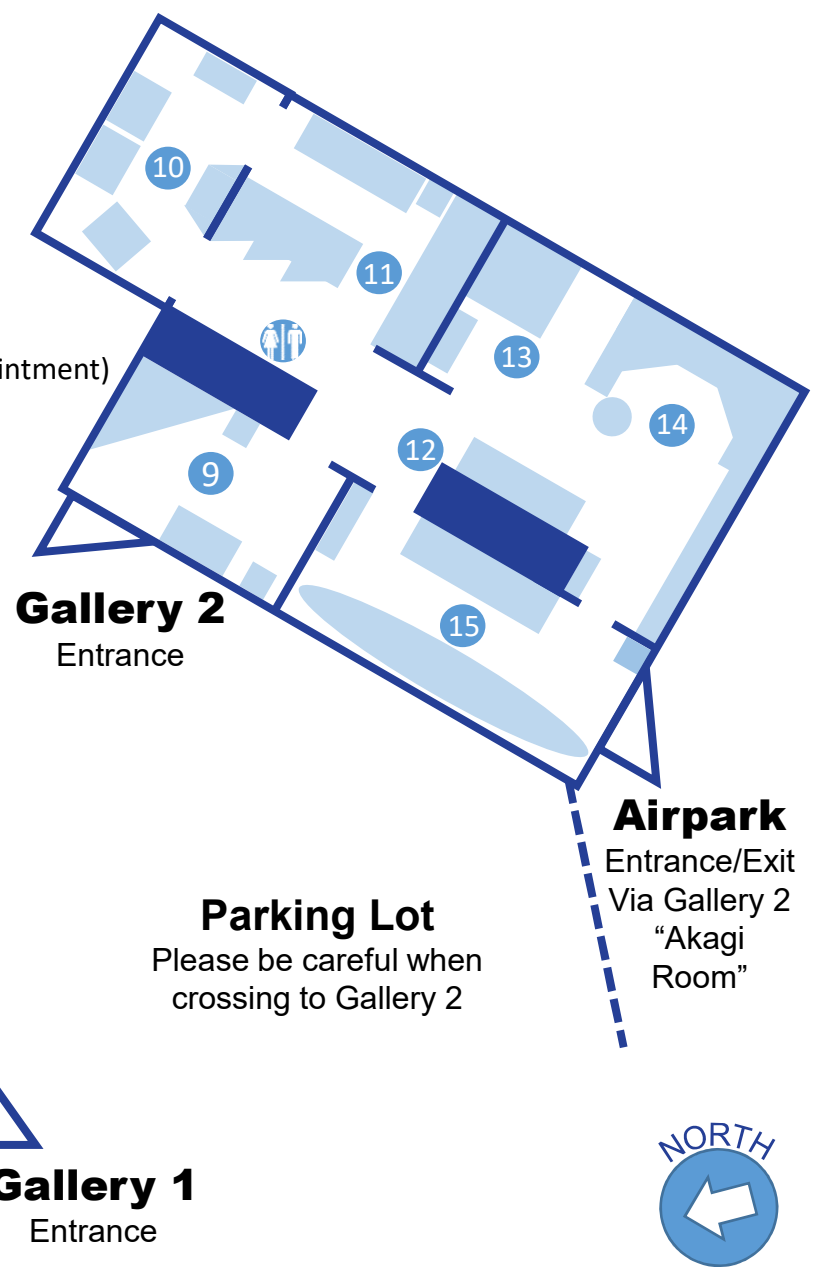 10
11
13
intment)
14
12
9
Gallery 2
Entrance
15
Airpark
Entrance/Exit
Via Gallery 2
“Akagi
Room”
Parking Lot
Please be careful when
crossing to Gallery 2
NORTH
Gallery 1
Entrance